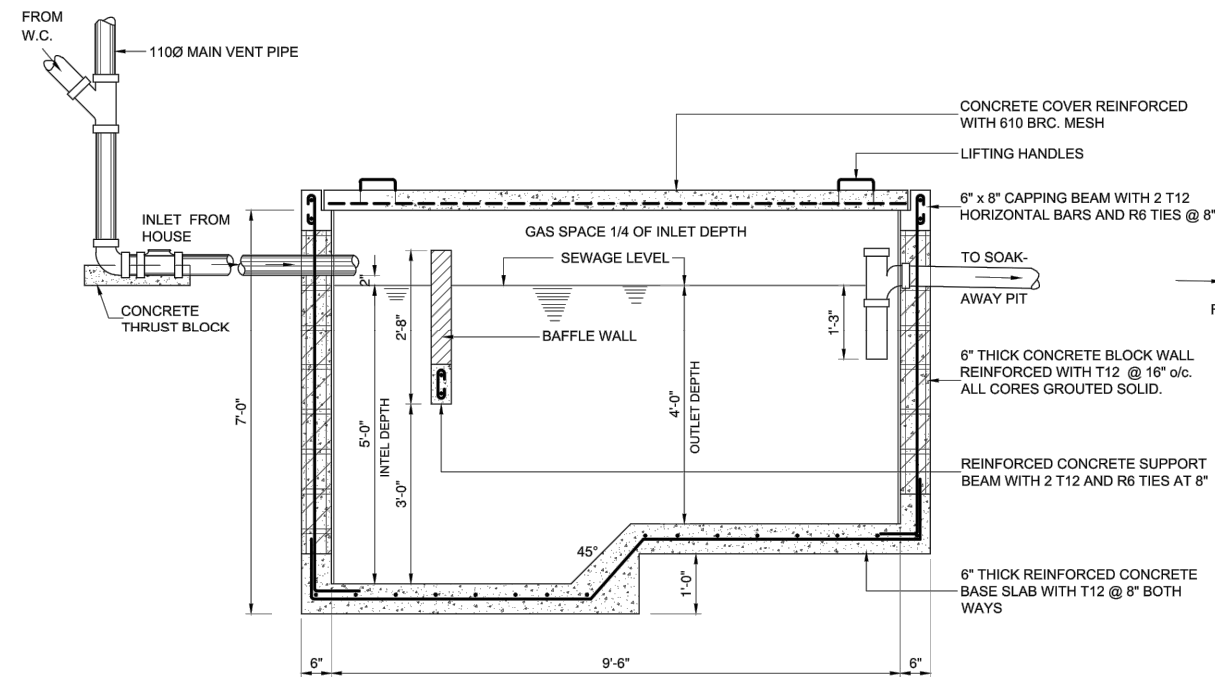 FROM
W.C.
110Ø MAIN VENT PIPE
CONCRETE COVER REINFORCED
WITH 610 BRC. MESH
LIFTING HANDLES
6" x 8" CAPPING BEAM WITH 2 T12
HORIZONTAL BARS AND R6 TIES @ 8"
INLET FROM
HOUSE
GAS SPACE 1/4 OF INLET DEPTH
SEWAGE LEVEL
TO SOAK-
AWAY PIT
2"
CONCRETE
THRUST BLOCK
2'-8"
BAFFLE WALL
1'-3"
6" THICK CONCRETE BLOCK WALL
REINFORCED WITH T12 @ 16" o/c.
ALL CORES GROUTED SOLID.
7'-0"
5'-0"
INTEL DEPTH
3'-0"
4'-0"
OUTLET DEPTH
REINFORCED CONCRETE SUPPORT
BEAM WITH 2 T12 AND R6 TIES AT 8"
45°
1'-0"
6" THICK REINFORCED CONCRETE
BASE SLAB WITH T12 @ 8" BOTH
WAYS
6"
9'-6"
6"